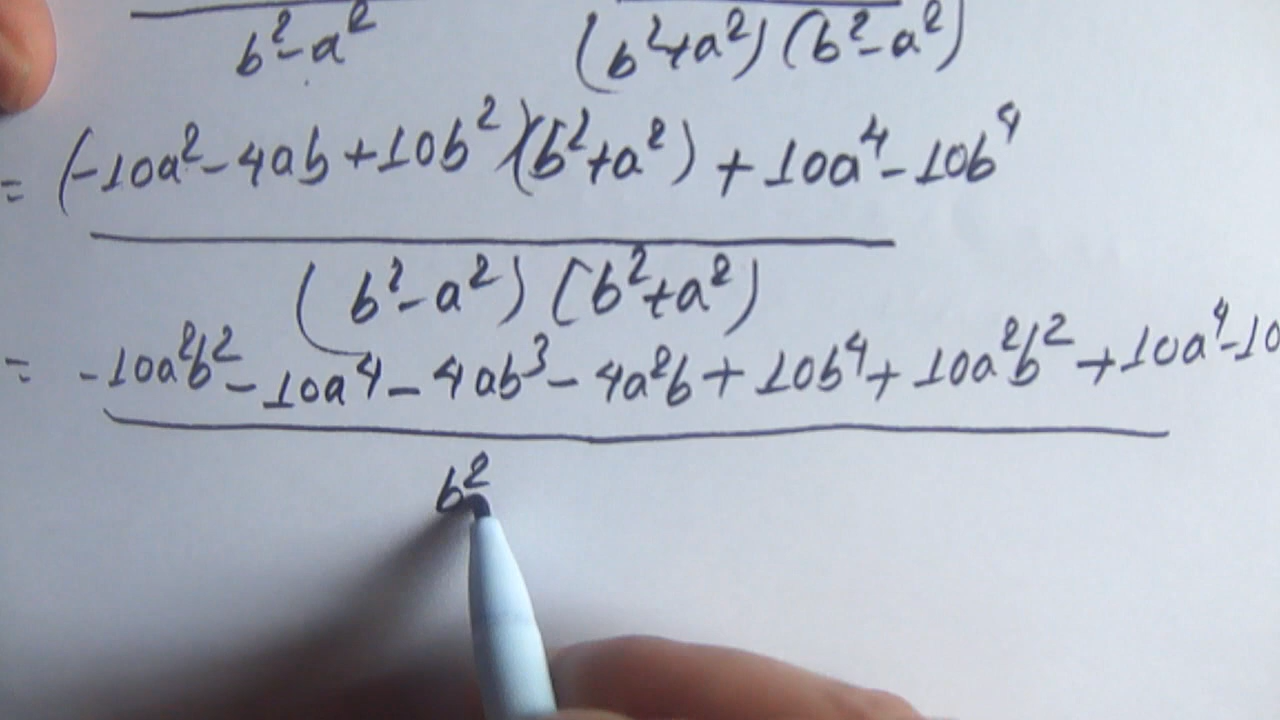 b²-a² (b²+a²)(b²-a²)
= (-10a²-4ab+10b²)(b²+a²)+10a⁴-10b⁴
(b²-a²)(b²+a²)
= -10a²b²-10a⁴-4ab³-4a²b+10b⁴+10a²b²+10a⁴-10
b²